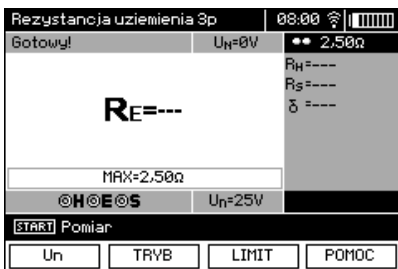 Rezystancja uziemienia 3p 08:00
Gotowy! UN=0V 2,50Ω
RH=---
RS=---
δ =---
RE=---
MAX=2,50Ω
H E S Un=25V
START Pomiar
Un TRYB LIMIT POMOC